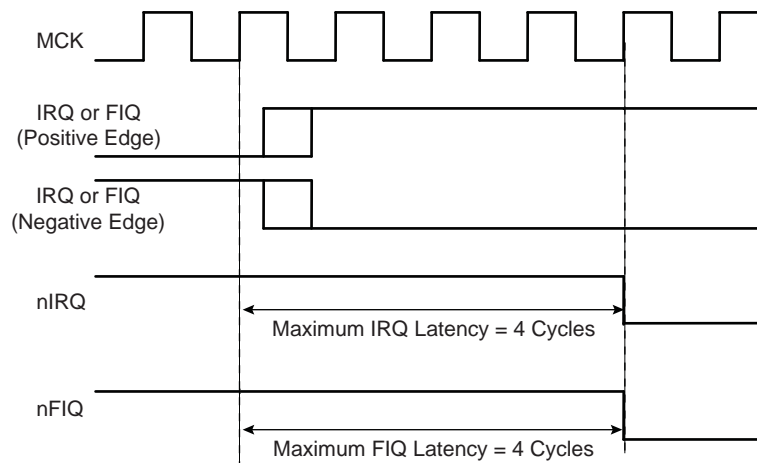 MCK
IRQ or FIQ
(Positive Edge)
IRQ or FIQ
(Negative Edge)
nIRQ
Maximum IRQ Latency = 4 Cycles
nFIQ
Maximum FIQ Latency = 4 Cycles